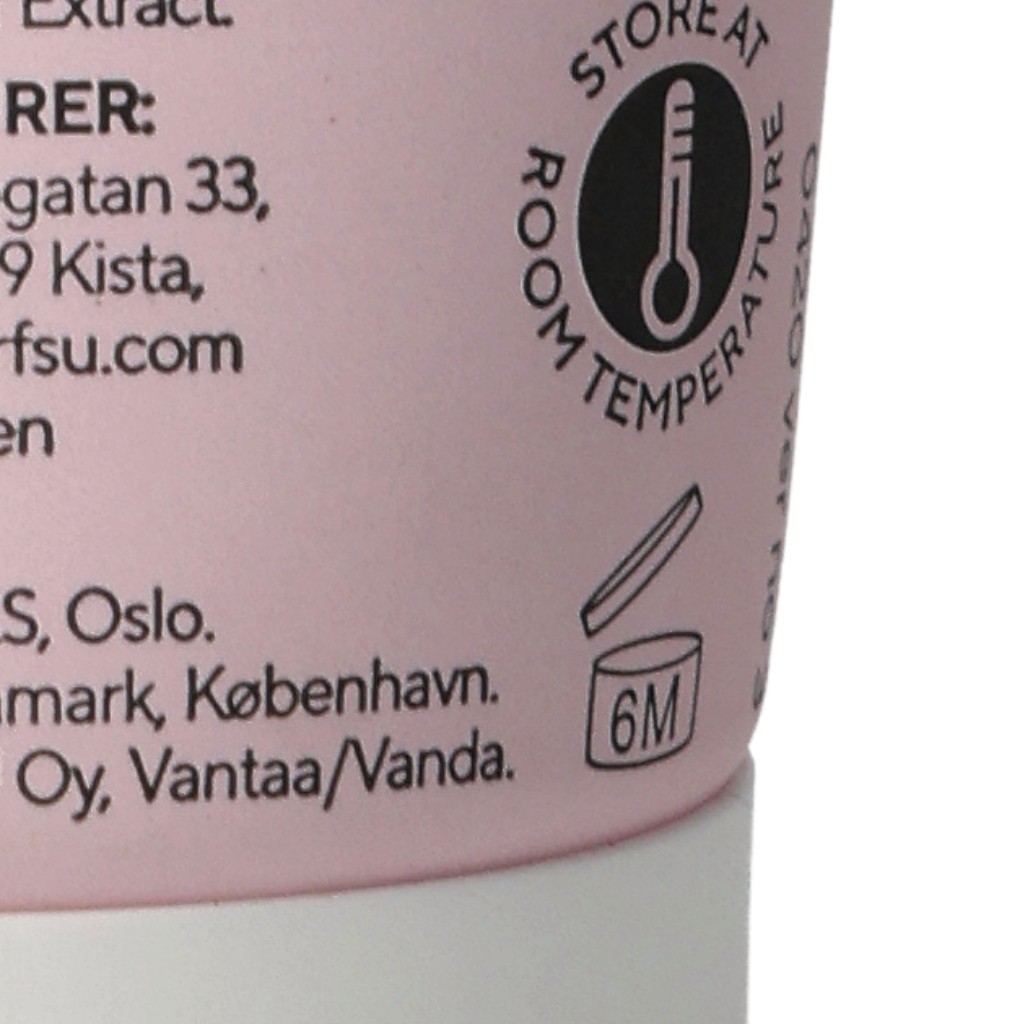 Extract.
RER:
gatan 33,
9 Kista,
rfsu.com
en
S, Oslo.
mark, København.
Oy, Vantaa/Vanda.
STORE AT
ROOM TEMPERATURE
6M